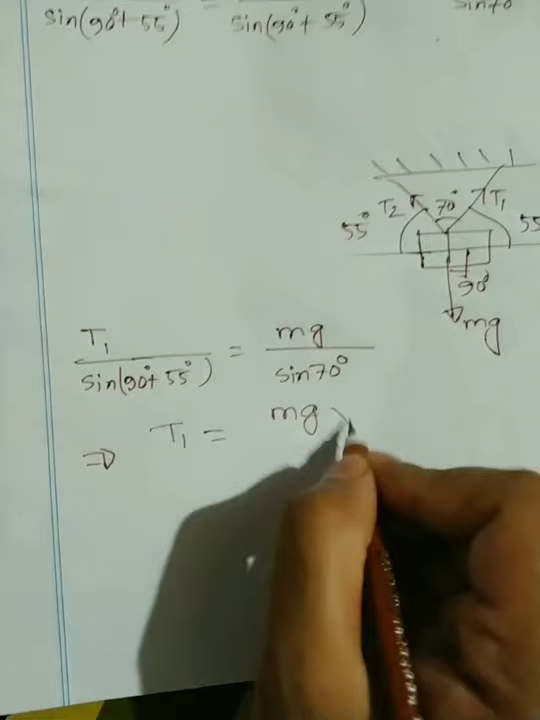 sin(90°+55°) sin(90°+55°) sin70
T2 70° T1
55° 55
90°
mg
T1 / sin(90°+55°) = mg / sin70°
⇒ T1 = mg